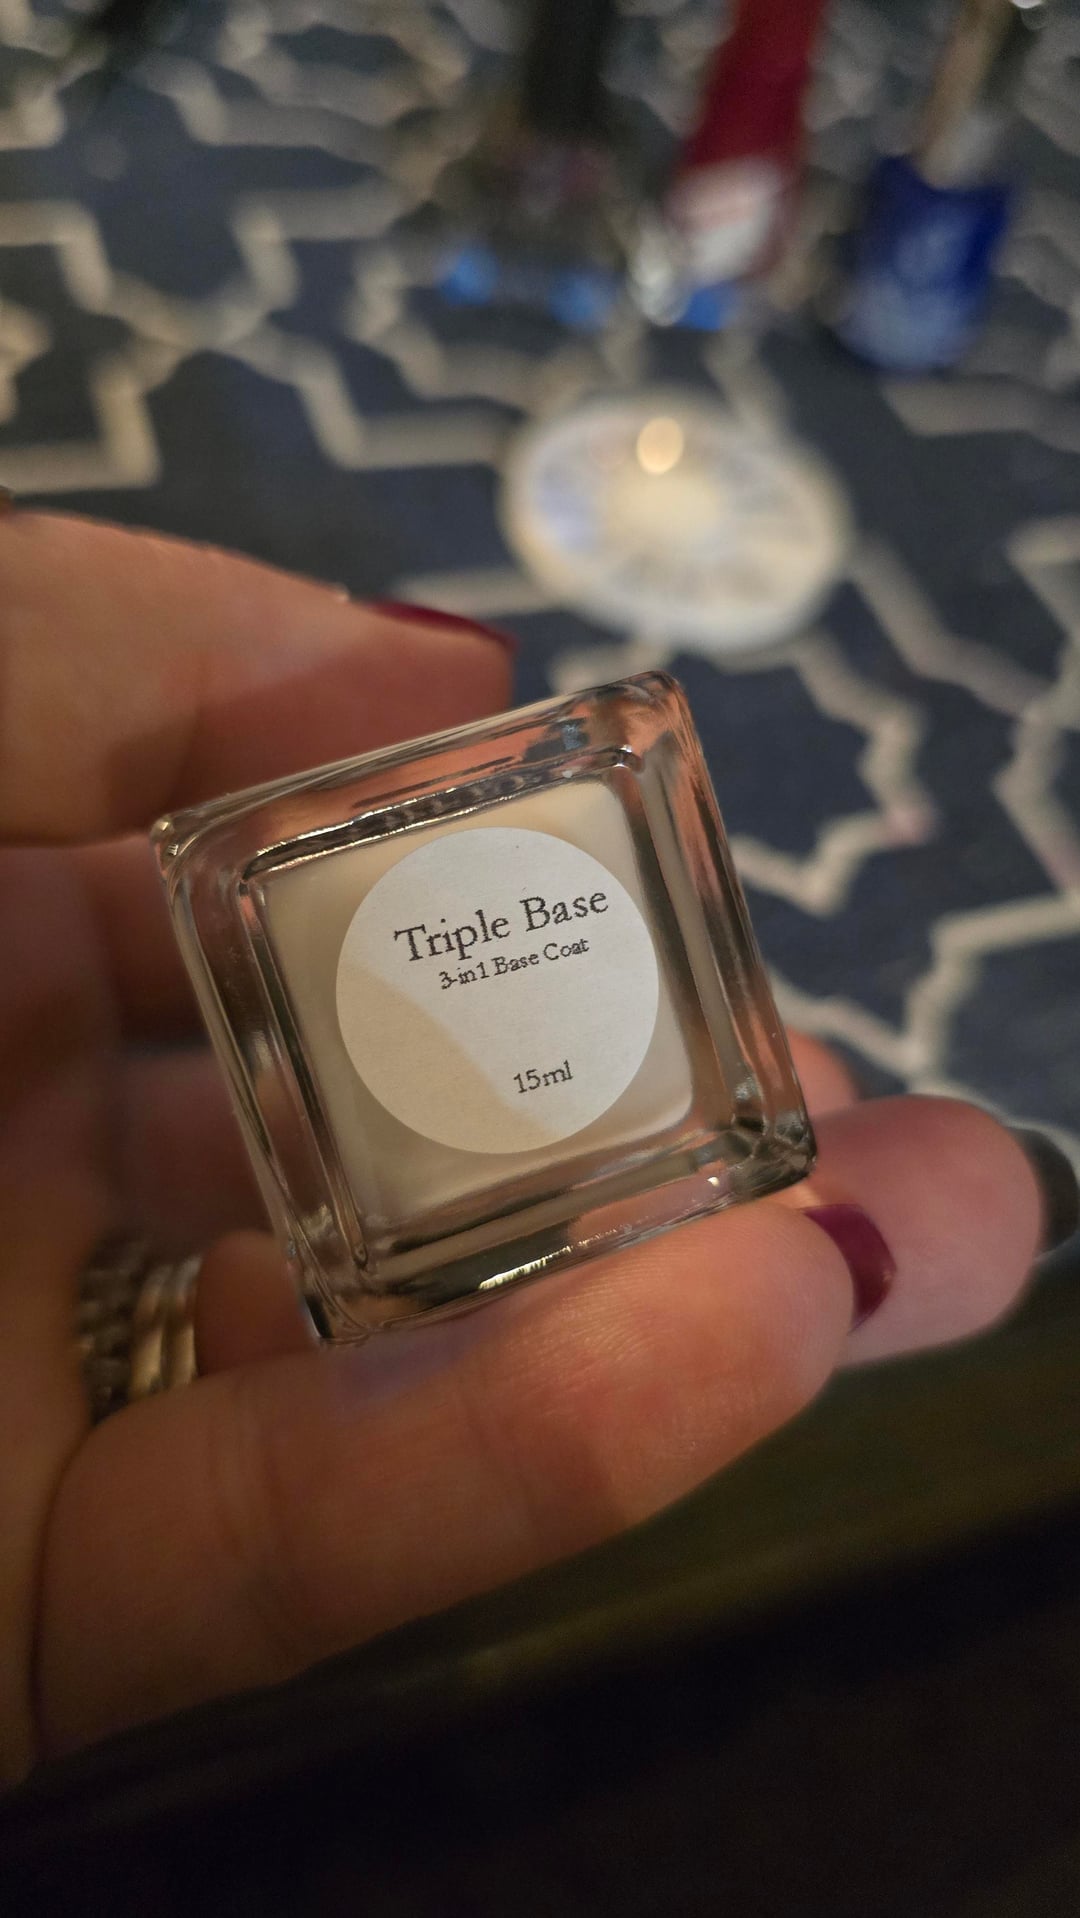 Triple Base
3-in1 Base Coat
15ml